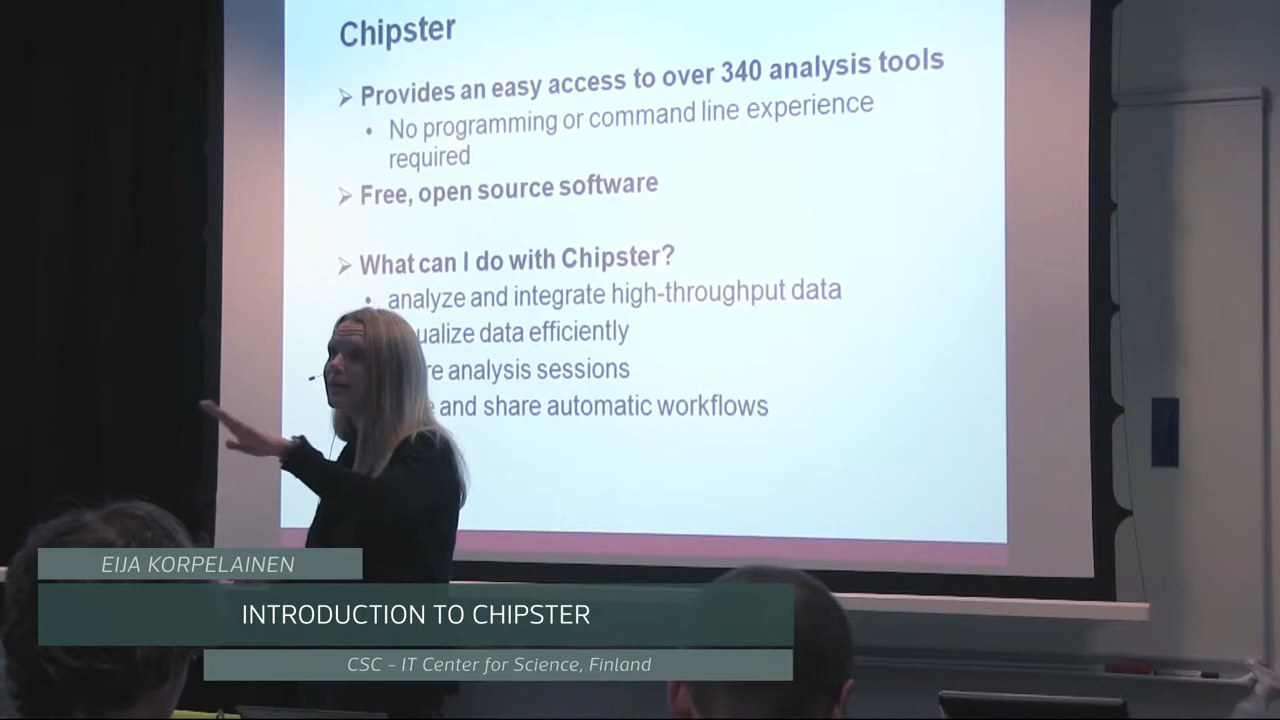 Chipster
➢ Provides an easy access to over 340 analysis tools
• No programming or command line experience
required
➢ Free, open source software
➢ What can I do with Chipster?
• analyze and integrate high-throughput data
ualize data efficiently
re analysis sessions
and share automatic workflows
EIJA KORPELAINEN
INTRODUCTION TO CHIPSTER
CSC - IT Center for Science, Finland